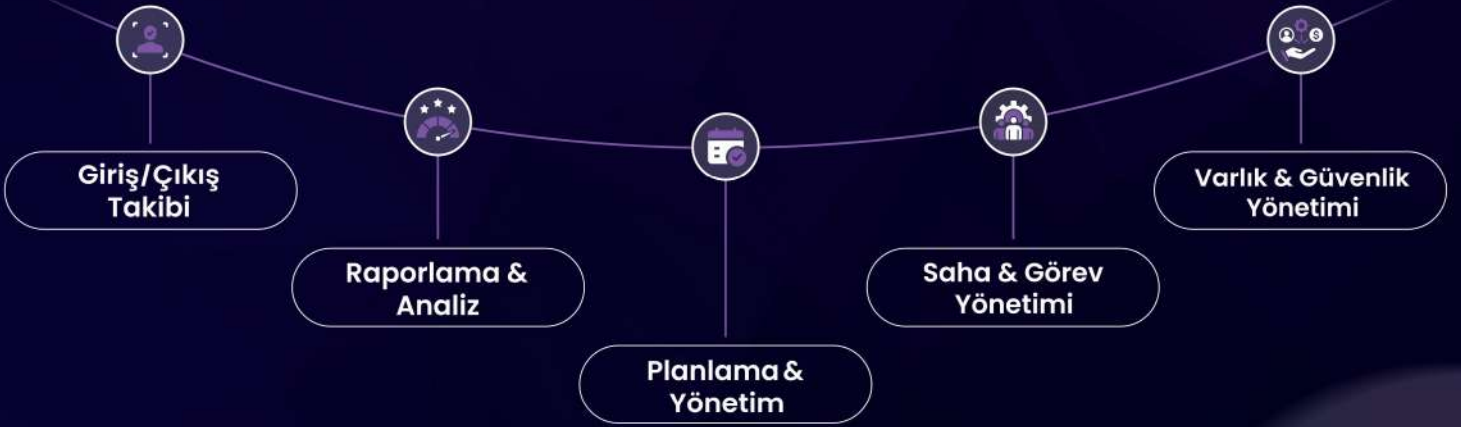 Giriş/Çıkış
Takibi
Raporlama &
Analiz
Planlama &
Yönetim
Saha & Görev
Yönetimi
Varlık & Güvenlik
Yönetimi